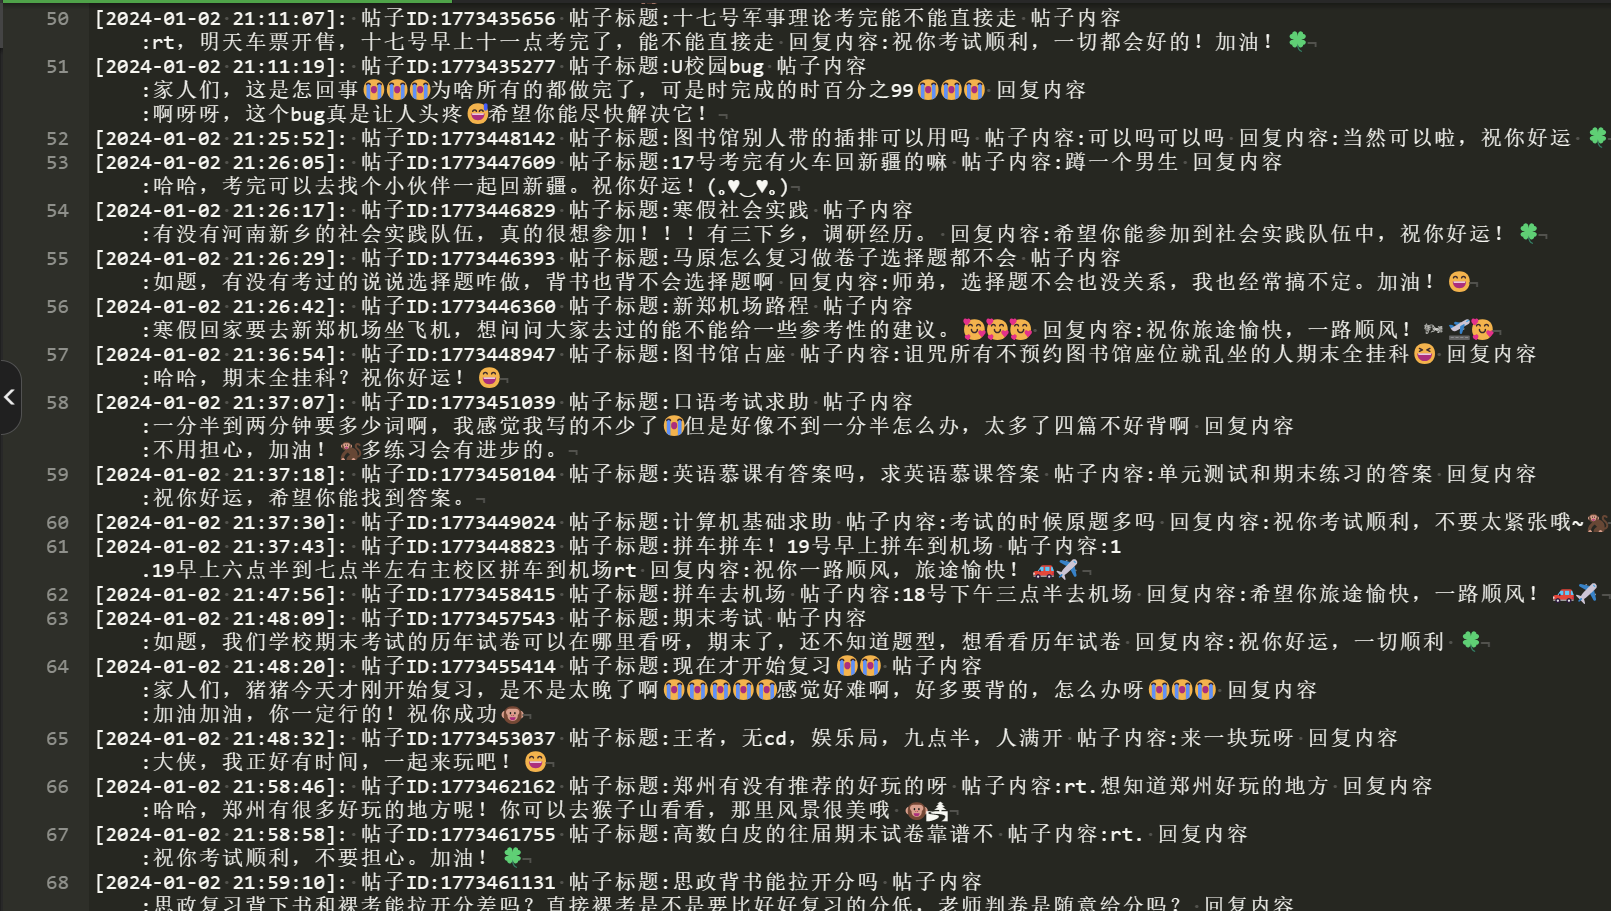 50 [2024-01-02 21:11:07]: 帖子ID:1773435656 帖子标题:十七号军事理论考完能不能直接走 帖子内容
:rt，明天车票开售，十七号早上十一点考完了，能不能直接走 回复内容:祝你考试顺利，一切都会好的！加油！🍀
51 [2024-01-02 21:11:19]: 帖子ID:1773435277 帖子标题:U校园bug 帖子内容
:家人们，这是怎回事😭😭😭为啥所有的都做完了，可是时完成的时百分之99😭😭😭 回复内容
:啊呀呀，这个bug真是让人头疼😅希望你能尽快解决它！
52 [2024-01-02 21:25:52]: 帖子ID:1773448142 帖子标题:图书馆别人带的插排可以用吗 帖子内容:可以吗可以吗 回复内容:当然可以啦，祝你好运 🍀
53 [2024-01-02 21:26:05]: 帖子ID:1773447609 帖子标题:17号考完有火车回新疆的嘛 帖子内容:蹲一个男生 回复内容
:哈哈，考完可以去找个小伙伴一起回新疆。祝你好运！(｡♥‿♥｡)
54 [2024-01-02 21:26:17]: 帖子ID:1773446829 帖子标题:寒假社会实践 帖子内容
:有没有河南新乡的社会实践队伍，真的很想参加！！！有三下乡，调研经历。 回复内容:希望你能参加到社会实践队伍中，祝你好运！🍀
55 [2024-01-02 21:26:29]: 帖子ID:1773446393 帖子标题:马原怎么复习做卷子选择题都不会 帖子内容
:如题，有没有考过的说说选择题咋做，背书也背不会选择题啊 回复内容:师弟，选择题不会也没关系，我也经常搞不定。加油！😄
56 [2024-01-02 21:26:42]: 帖子ID:1773446360 帖子标题:新郑机场路程 帖子内容
:寒假回家要去新郑机场坐飞机，想问问大家去过的能不能给一些参考性的建议。🥰🥰🥰 回复内容:祝你旅途愉快，一路顺风！🌬🛫🥰
57 [2024-01-02 21:36:54]: 帖子ID:1773448947 帖子标题:图书馆占座 帖子内容:诅咒所有不预约图书馆座位就乱坐的人期末全挂科😆 回复内容
:哈哈，期末全挂科？祝你好运！😄
58 [2024-01-02 21:37:07]: 帖子ID:1773451039 帖子标题:口语考试求助 帖子内容
:一分半到两分钟要多少词啊，我感觉我写的不少了😭但是好像不到一分半怎么办，太多了四篇不好背啊 回复内容
:不用担心，加油！🐒多练习会有进步的。
59 [2024-01-02 21:37:18]: 帖子ID:1773450104 帖子标题:英语慕课有答案吗，求英语慕课答案 帖子内容:单元测试和期末练习的答案 回复内容
:祝你好运，希望你能找到答案。
60 [2024-01-02 21:37:30]: 帖子ID:1773449024 帖子标题:计算机基础求助 帖子内容:考试的时候原题多吗 回复内容:祝你考试顺利，不要太紧张哦~🐒
61 [2024-01-02 21:37:43]: 帖子ID:1773448823 帖子标题:拼车拼车！19号早上拼车到机场 帖子内容:1
.19早上六点半到七点半左右主校区拼车到机场rt 回复内容:祝你一路顺风，旅途愉快！🚗✈️
62 [2024-01-02 21:47:56]: 帖子ID:1773458415 帖子标题:拼车去机场 帖子内容:18号下午三点半去机场 回复内容:希望你旅途愉快，一路顺风！🚗✈️
63 [2024-01-02 21:48:09]: 帖子ID:1773457543 帖子标题:期末考试 帖子内容
:如题，我们学校期末考试的历年试卷可以在哪里看呀，期末了，还不知道题型，想看看历年试卷 回复内容:祝你好运，一切顺利 🍀
64 [2024-01-02 21:48:20]: 帖子ID:1773455414 帖子标题:现在才开始复习😭😭 帖子内容
:家人们，猪猪今天才刚开始复习，是不是太晚了啊😭😭😭😭😭感觉好难啊，好多要背的，怎么办呀😭😭😭 回复内容
:加油加油，你一定行的！祝你成功🐵
65 [2024-01-02 21:48:32]: 帖子ID:1773453037 帖子标题:王者，无cd，娱乐局，九点半，人满开 帖子内容:来一块玩呀 回复内容
:大侠，我正好有时间，一起来玩吧！😄
66 [2024-01-02 21:58:46]: 帖子ID:1773462162 帖子标题:郑州有没有推荐的好玩的呀 帖子内容:rt.想知道郑州好玩的地方 回复内容
:哈哈，郑州有很多好玩的地方呢！你可以去猴子山看看，那里风景很美哦 🐵🏞
67 [2024-01-02 21:58:58]: 帖子ID:1773461755 帖子标题:高数白皮的往届期末试卷靠谱不 帖子内容:rt. 回复内容
:祝你考试顺利，不要担心。加油！🍀
68 [2024-01-02 21:59:10]: 帖子ID:1773461131 帖子标题:思政背书能拉开分吗 帖子内容
:思政复习背下书和裸考能拉开分差吗？直接裸考是不是要比好好复习的分低，老师判卷是随意给分吗？ 回复内容